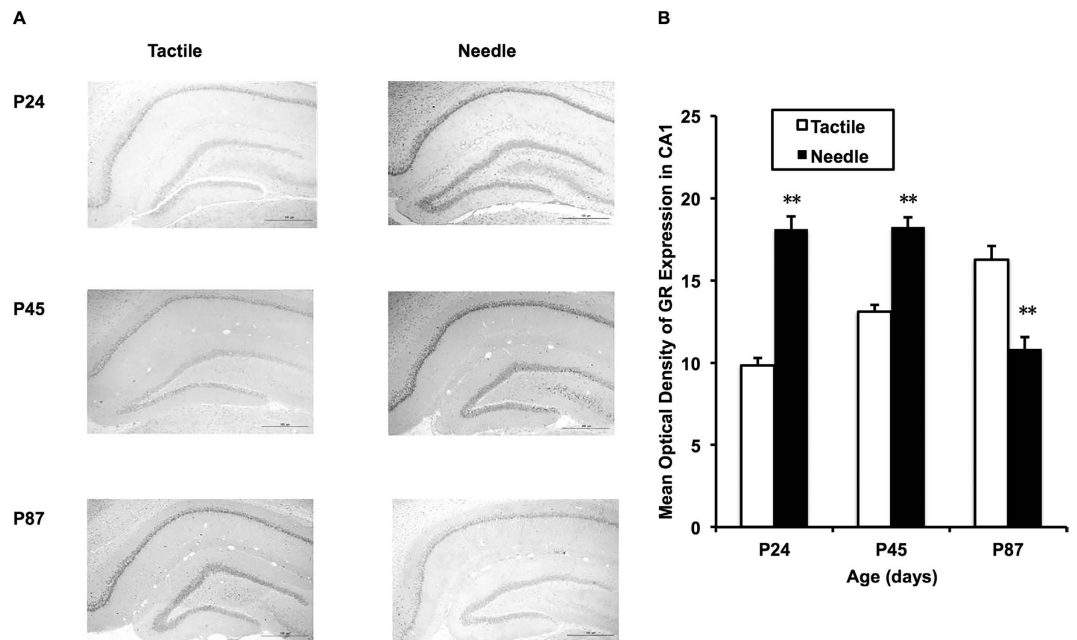 A
Tactile
Needle
P24
P45
P87
B
Mean Optical Density of GR Expression in CA1
25
20
15
10
5
0
Tactile
Needle
**
**
**
P24
P45
P87
Age (days)